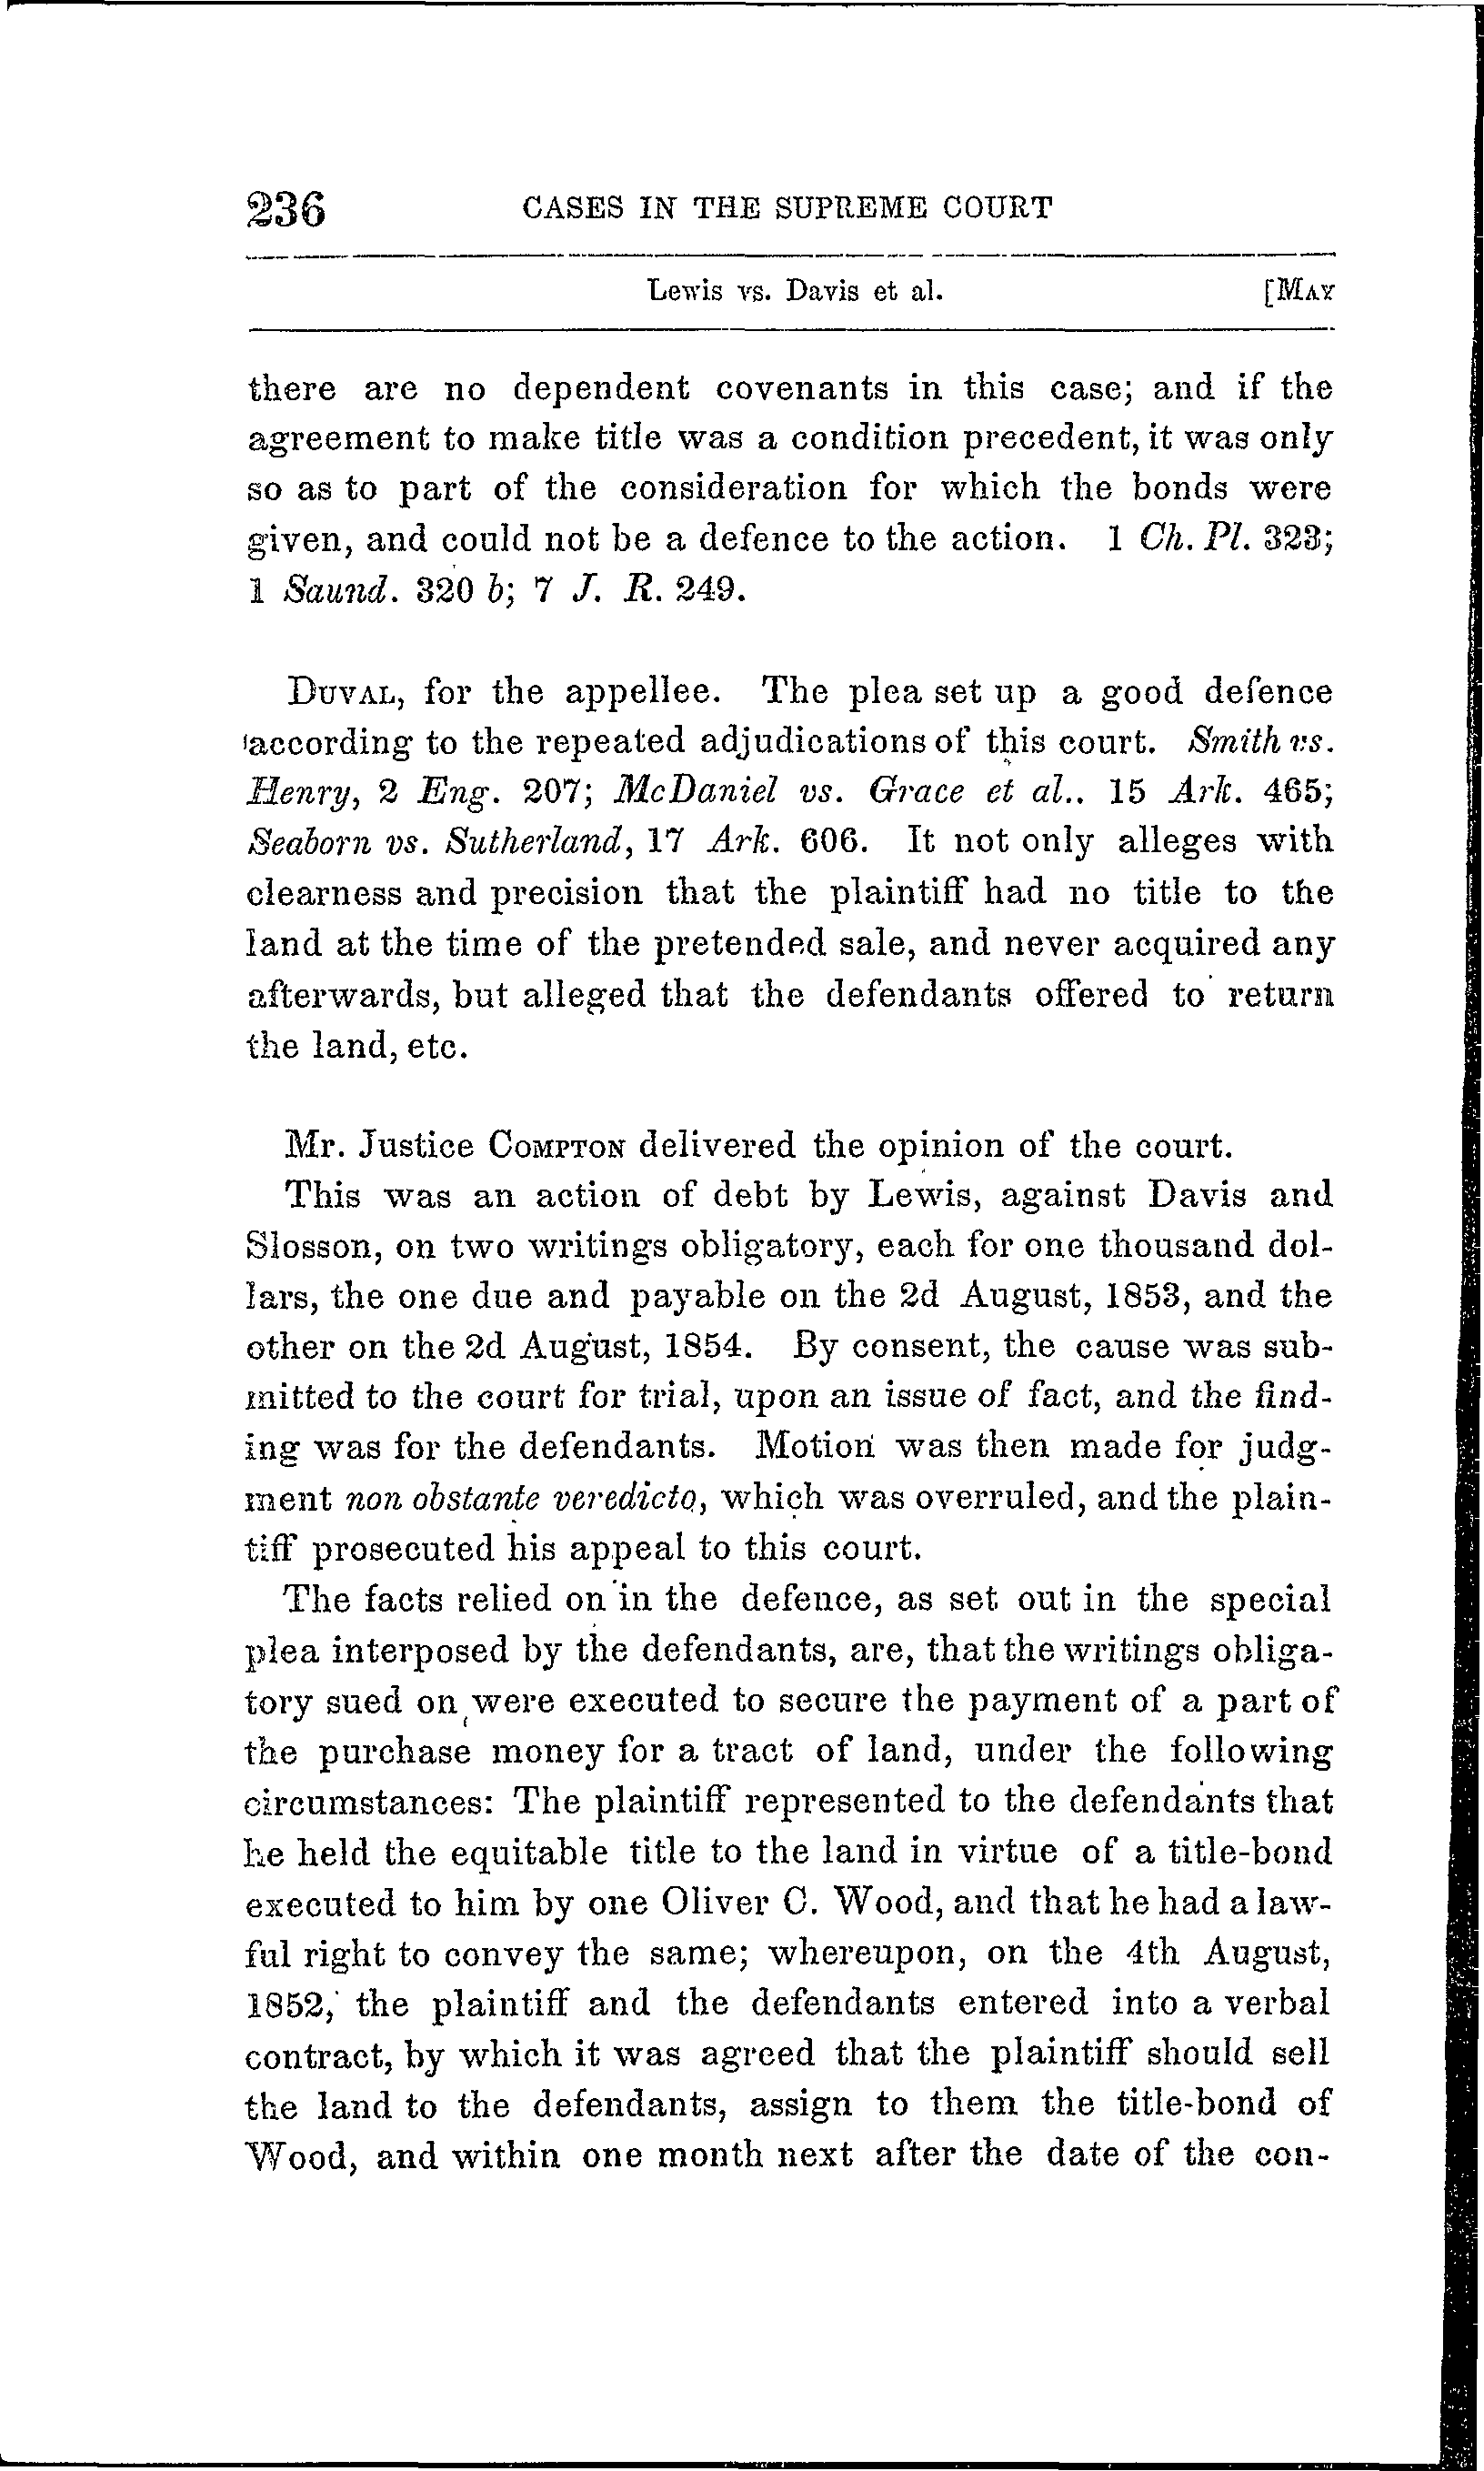 236 CASES IN THE SUPREME COURT
Lewis vs. Davis et al. [MAY
there are no dependent covenants in this case; and if the
agreement to make title was a condition precedent, it was only
so as to part of the consideration for which the bonds were
given, and could not be a defence to the action. 1 Ch. Pl. 323;
1 Saund. 320 b; 7 J. R. 249.
DUVAL, for the appellee. The plea set up a good defence
according to the repeated adjudications of this court. Smith vs.
Henry, 2 Eng. 207; McDaniel vs. Grace et al.. 15 Ark. 465;
Seaborn vs. Sutherland, 17 Ark. 606. It not only alleges with
clearness and precision that the plaintiff had no title to the
land at the time of the pretended sale, and never acquired any
afterwards, but alleged that the defendants offered to return
the land, etc.
Mr. Justice COMPTON delivered the opinion of the court.
This was an action of debt by Lewis, against Davis and
Slosson, on two writings obligatory, each for one thousand dol-
lars, the one due and payable on the 2d August, 1853, and the
other on the 2d August, 1854. By consent, the cause was sub-
mitted to the court for trial, upon an issue of fact, and the find-
ing was for the defendants. Motion was then made for judg-
ment non obstante veredicto, which was overruled, and the plain-
tiff prosecuted his appeal to this court.
The facts relied on in the defence, as set out in the special
plea interposed by the defendants, are, that the writings obliga-
tory sued on were executed to secure the payment of a part of
the purchase money for a tract of land, under the following
circumstances: The plaintiff represented to the defendants that
he held the equitable title to the land in virtue of a title-bond
executed to him by one Oliver C. Wood, and that he had a law-
ful right to convey the same; whereupon, on the 4th August,
1852, the plaintiff and the defendants entered into a verbal
contract, by which it was agreed that the plaintiff should sell
the land to the defendants, assign to them the title-bond of
Wood, and within one month next after the date of the con-